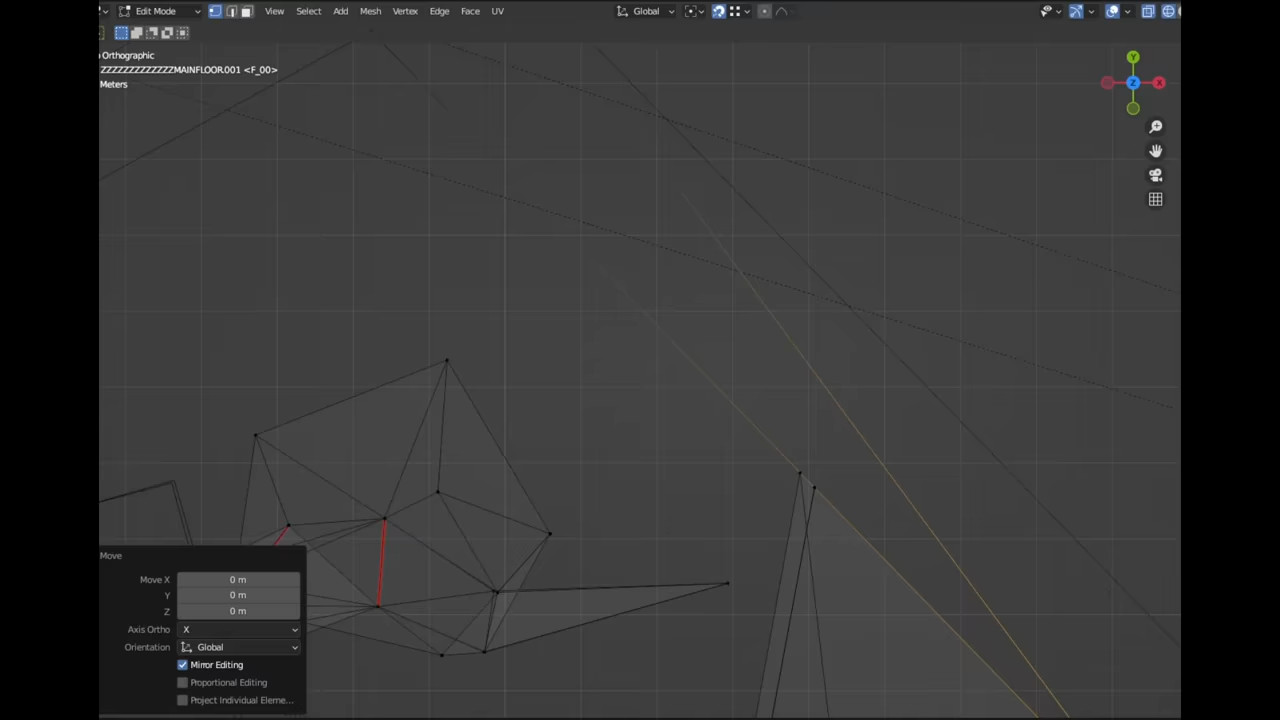 Edit Mode View Select Add Mesh Vertex Edge Face UV Global
Orthographic
ZZZZZZZZZZZZZMAINFLOOR.001 <F_00>
Meters
Y
Z X
Move
Move X 0 m
Y 0 m
Z 0 m
Axis Ortho X
Orientation Global
Mirror Editing
Proportional Editing
Project Individual Eleme...